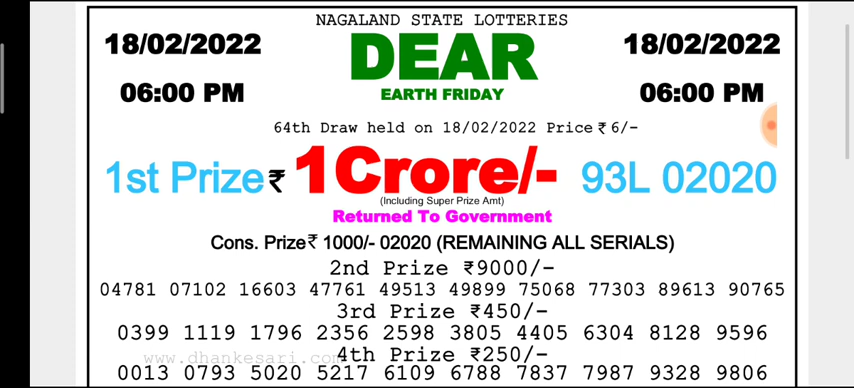 NAGALAND STATE LOTTERIES
18/02/2022 DEAR 18/02/2022
06:00 PM EARTH FRIDAY 06:00 PM
64th Draw held on 18/02/2022 Price ₹ 6/-
1st Prize ₹ 1Crore/- 93L 02020
(Including Super Prize Amt)
Returned To Government
Cons. Prize ₹ 1000/- 02020 (REMAINING ALL SERIALS)
2nd Prize ₹9000/-
04781 07102 16603 47761 49513 49899 75068 77303 89613 90765
3rd Prize ₹450/-
0399 1119 1796 2356 2598 3805 4405 6304 8128 9596
www.dhankesari.com
4th Prize ₹250/-
0013 0793 5020 5217 6109 6788 7837 7987 9328 9806